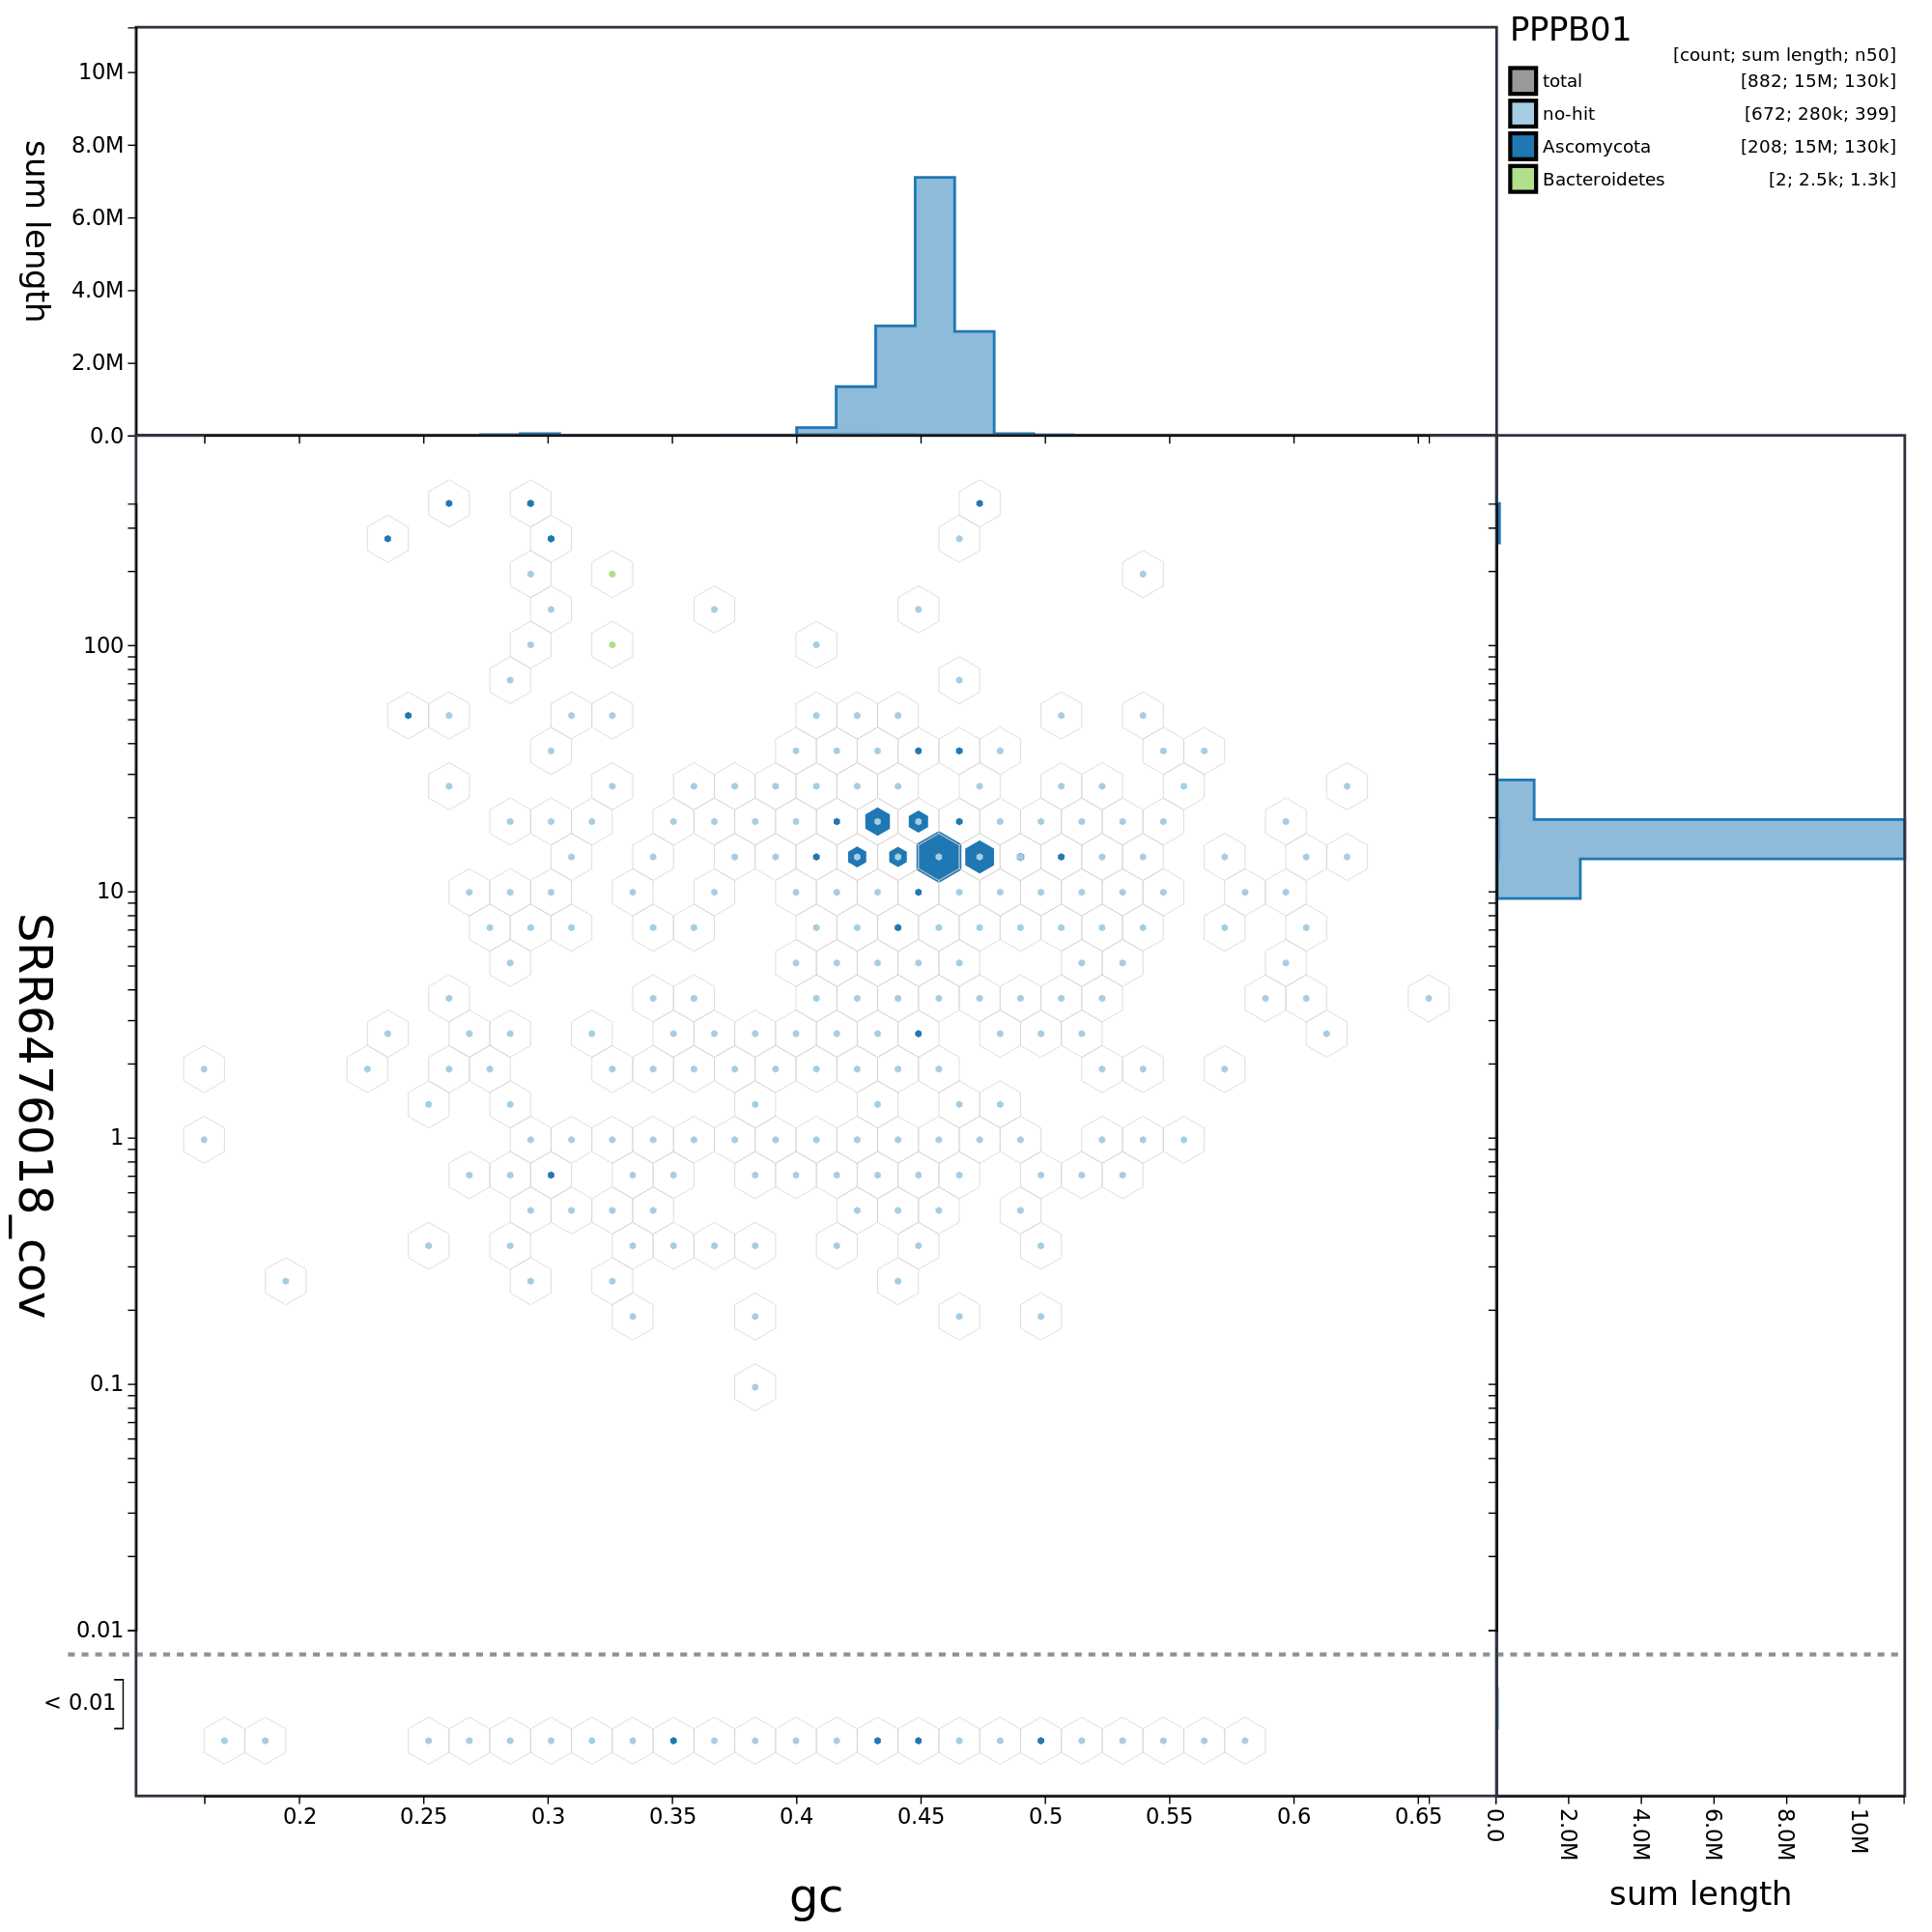 PPPB01
[count; sum length; n50]
total [882; 15M; 130k]
no-hit [672; 280k; 399]
Ascomycota [208; 15M; 130k]
Bacteroidetes [2; 2.5k; 1.3k]
sum length
10M
8.0M
6.0M
4.0M
2.0M
0.0
SRR6476018_cov
100
10
1
0.1
0.01
< 0.01
0.2 0.25 0.3 0.35 0.4 0.45 0.5 0.55 0.6 0.65
gc
0.0 2.0M 4.0M 6.0M 8.0M 10M
sum length